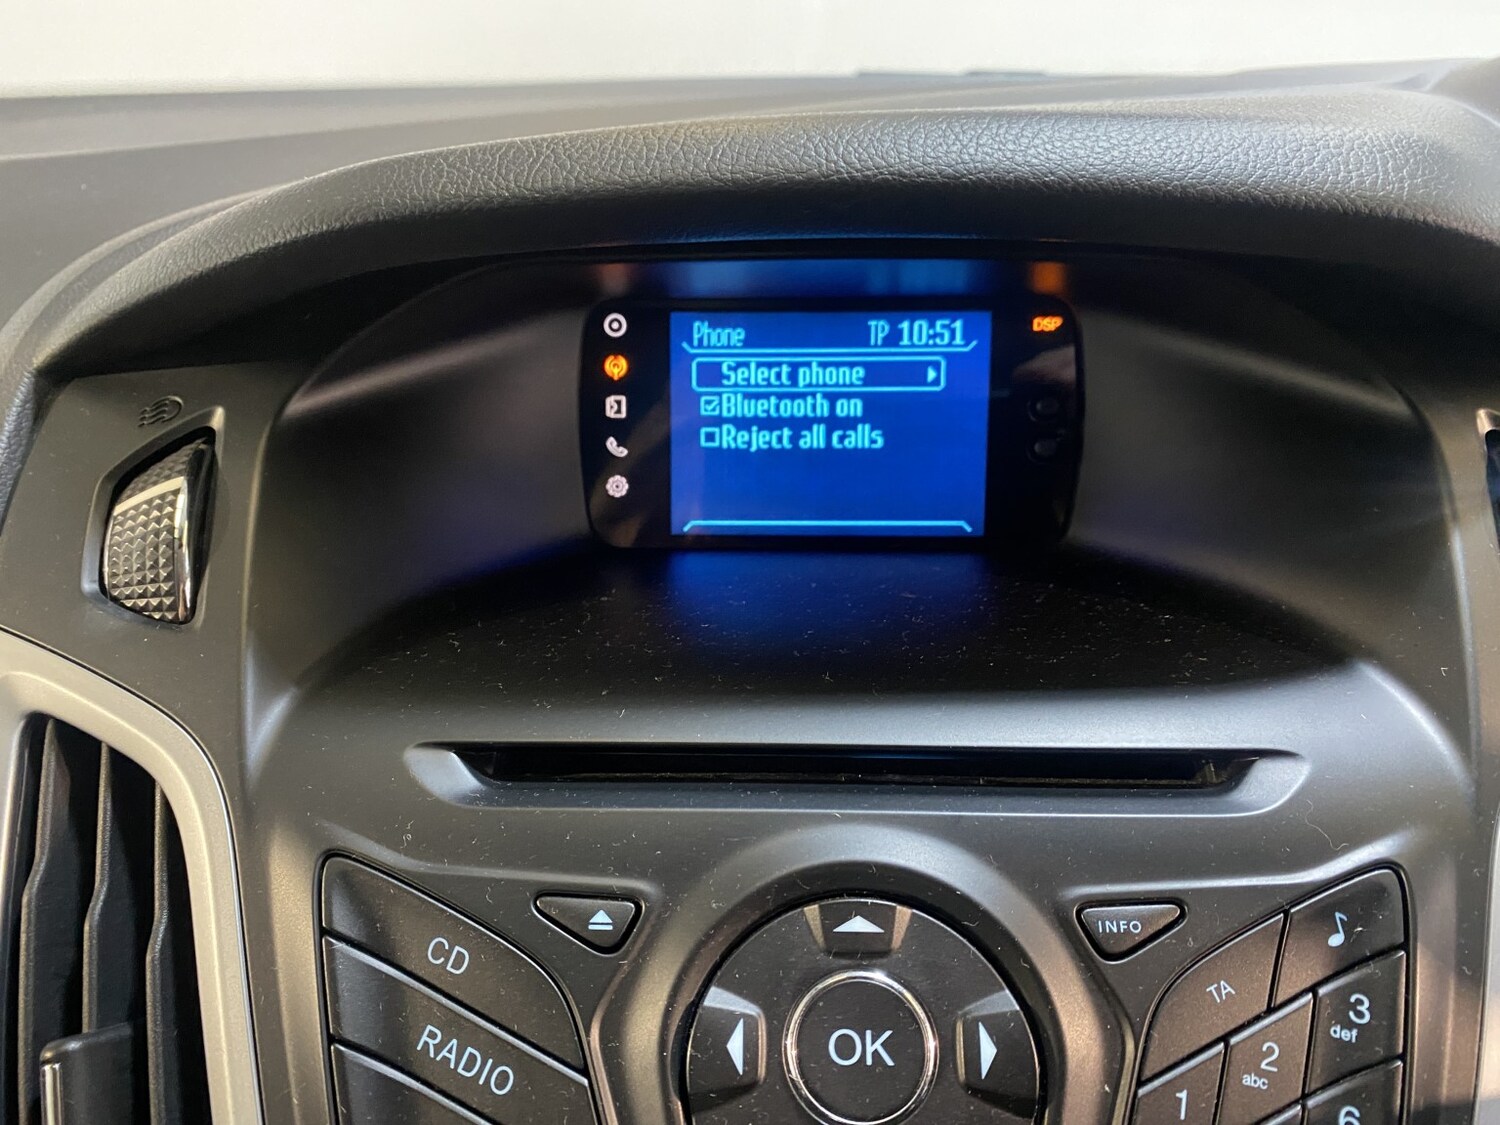 Phone TP 10:51
DSP
Select phone
Bluetooth on
Reject all calls
CD
INFO
TA
RADIO
OK
3
def
2
abc
1
6